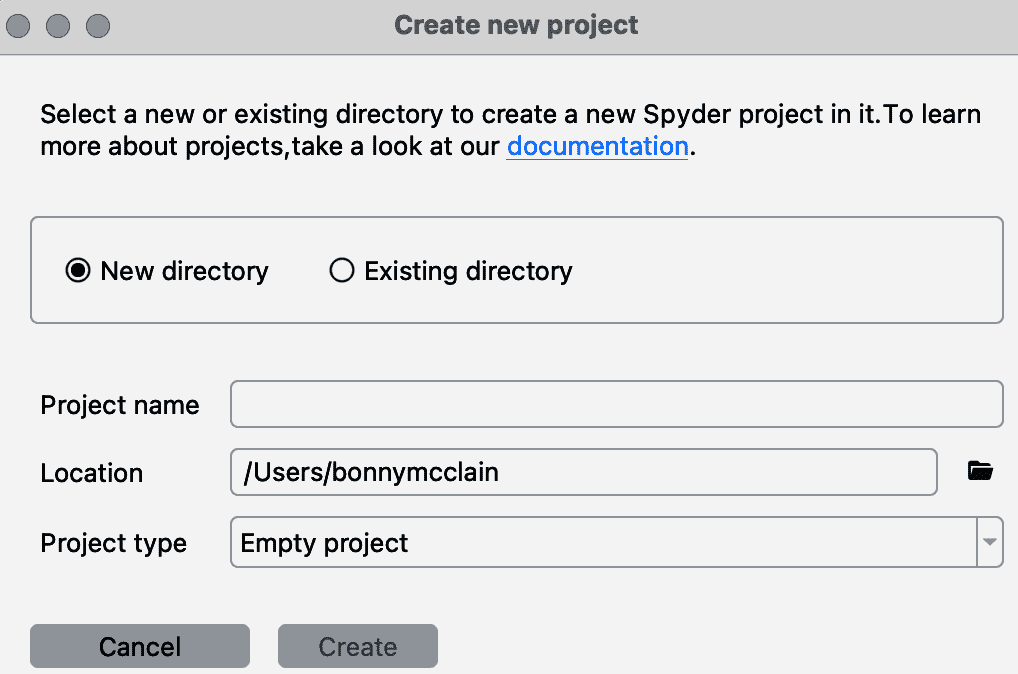 Create new project
Select a new or existing directory to create a new Spyder project in it.To learn
more about projects,take a look at our documentation.
New directory
Existing directory
Project name
Location
/Users/bonnymcclain
Project type
Empty project
Cancel
Create